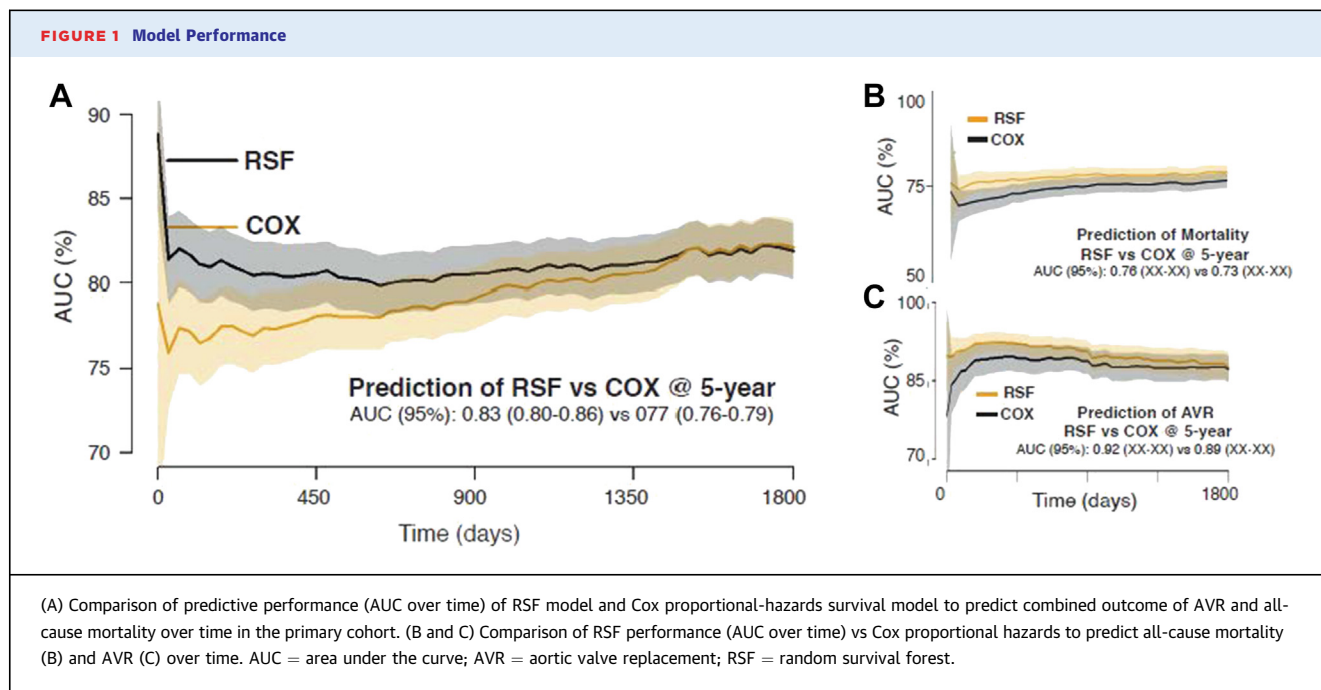 FIGURE 1 Model Performance
A
90
85
80
75
70
AUC (%)
RSF
COX
Prediction of RSF vs COX @ 5-year
AUC (95%): 0.83 (0.80-0.86) vs 077 (0.76-0.79)
0 450 900 1350 1800
Time (days)
B
100
75
50
AUC (%)
RSF
COX
Prediction of Mortality
RSF vs COX @ 5-year
AUC (95%): 0.76 (XX-XX) vs 0.73 (XX-XX)
C
100
85
70
AUC (%)
RSF
COX
Prediction of AVR
RSF vs COX @ 5-year
AUC (95%): 0.92 (XX-XX) vs 0.89 (XX-XX)
0 1800
Time (days)
(A) Comparison of predictive performance (AUC over time) of RSF model and Cox proportional-hazards survival model to predict combined outcome of AVR and all-
cause mortality over time in the primary cohort. (B and C) Comparison of RSF performance (AUC over time) vs Cox proportional hazards to predict all-cause mortality
(B) and AVR (C) over time. AUC = area under the curve; AVR = aortic valve replacement; RSF = random survival forest.